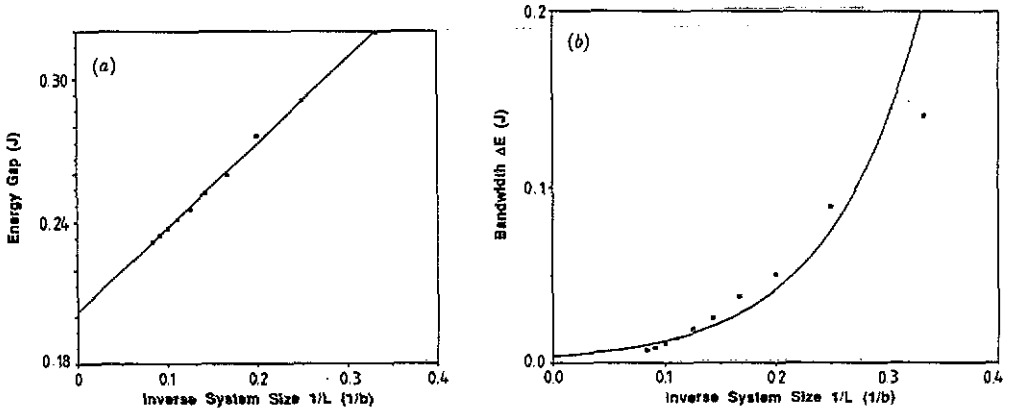 (a)
0.30
0.24
0.18
Energy Gap (J)
0 0.1 0.2 0.3 0.4
Inverse System Size 1/L (1/b)
(b)
0.2
0.1
0.0
Bandwidth ΔE (J)
0.0 0.1 0.2 0.3 0.4
Inverse System Size 1/L (1/b)